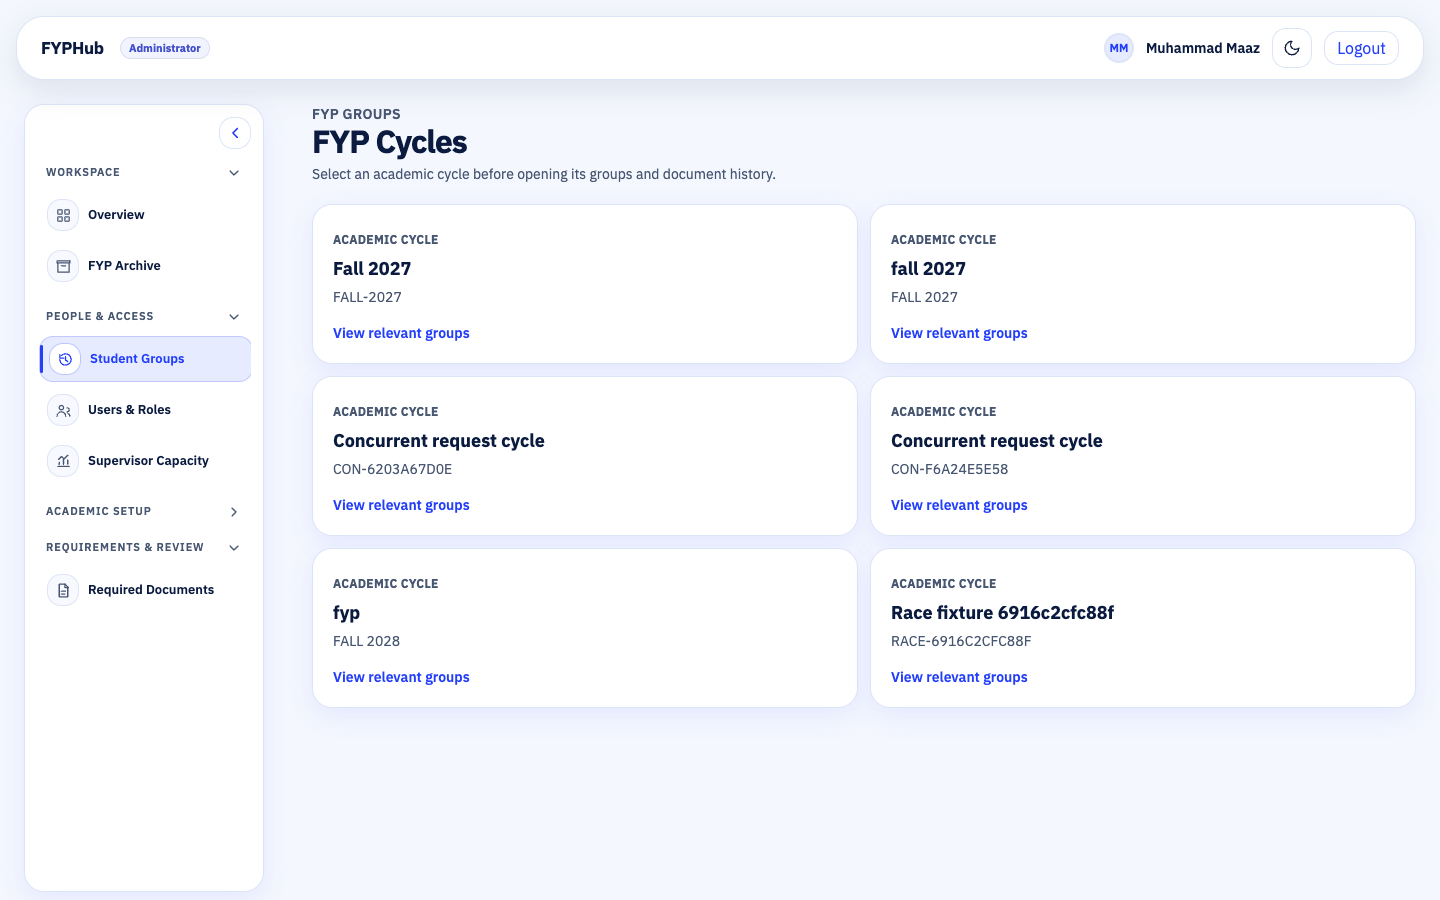 FYPHub
Administrator
MM
Muhammad Maaz
Logout
WORKSPACE
Overview
FYP Archive
PEOPLE & ACCESS
Student Groups
Users & Roles
Supervisor Capacity
ACADEMIC SETUP
REQUIREMENTS & REVIEW
Required Documents
FYP GROUPS
FYP Cycles
Select an academic cycle before opening its groups and document history.
ACADEMIC CYCLE
Fall 2027
FALL-2027
View relevant groups
ACADEMIC CYCLE
fall 2027
FALL 2027
View relevant groups
ACADEMIC CYCLE
Concurrent request cycle
CON-6203A67D0E
View relevant groups
ACADEMIC CYCLE
Concurrent request cycle
CON-F6A24E5E58
View relevant groups
ACADEMIC CYCLE
fyp
FALL 2028
View relevant groups
ACADEMIC CYCLE
Race fixture 6916c2cfc88f
RACE-6916C2CFC88F
View relevant groups